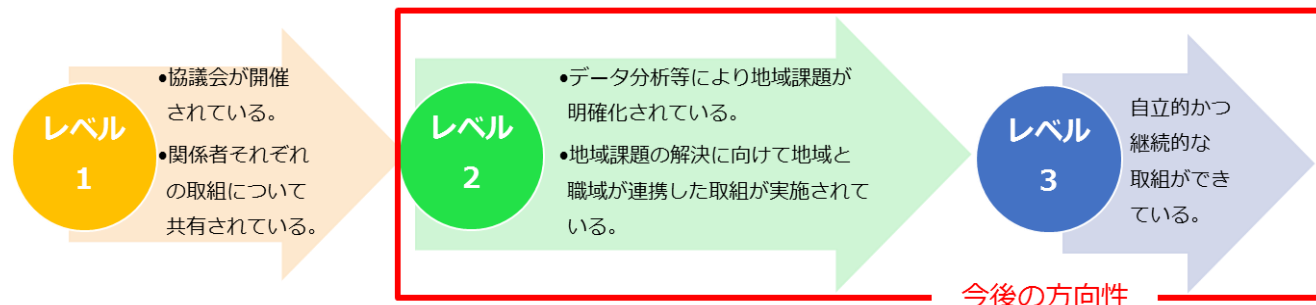 レベル
1
•協議会が開催
されている。
•関係者それぞれ
の取組について
共有されている。
レベル
2
•データ分析等により地域課題が
明確化されている。
•地域課題の解決に向けて地域と
職域が連携した取組が実施されて
いる。
レベル
3
自立的かつ
継続的な
取組ができ
ている。
今後の方向性